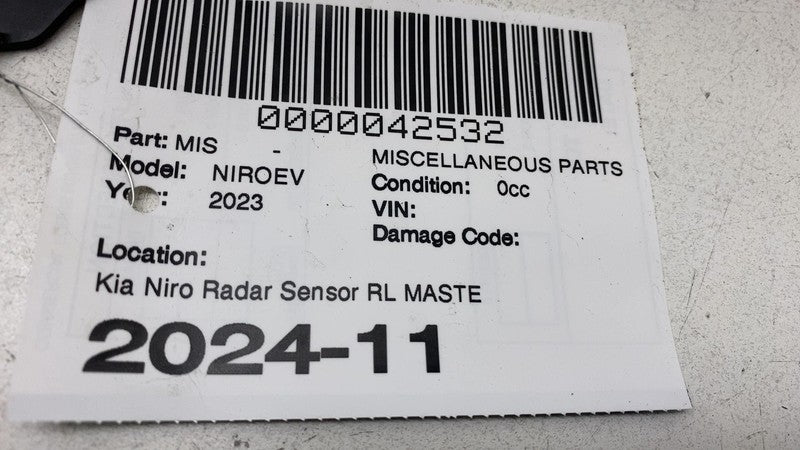 0000042532
Part: MIS -
MISCELLANEOUS PARTS
Model: NIROEV
Condition: 0cc
2023
VIN:
Damage Code:
Location:
Kia Niro Radar Sensor RL MASTE
2024-11